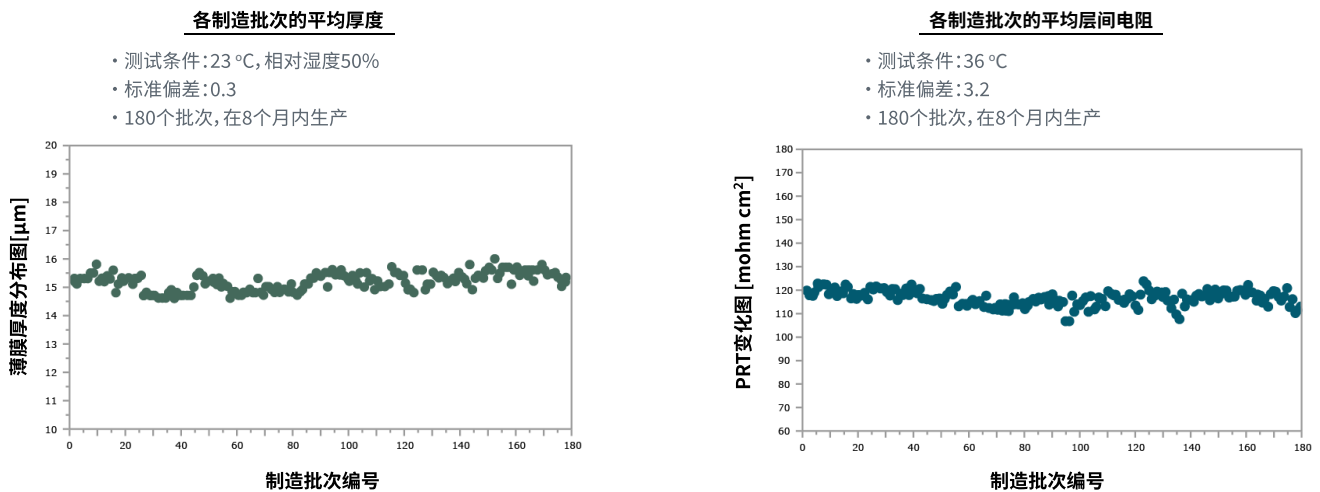 各制造批次的平均厚度
• 测试条件：23 ºC，相对湿度50%
• 标准偏差：0.3
• 180个批次，在8个月内生产
薄膜厚度分布图[μm]
20
19
18
17
16
15
14
13
12
11
10
0 20 40 60 80 100 120 140 160 180
制造批次编号
各制造批次的平均层间电阻
• 测试条件：36 ºC
• 标准偏差：3.2
• 180个批次，在8个月内生产
PRT变化图 [mohm cm²]
180
170
160
150
140
130
120
110
100
90
80
70
60
0 20 40 60 80 100 120 140 160 180
制造批次编号